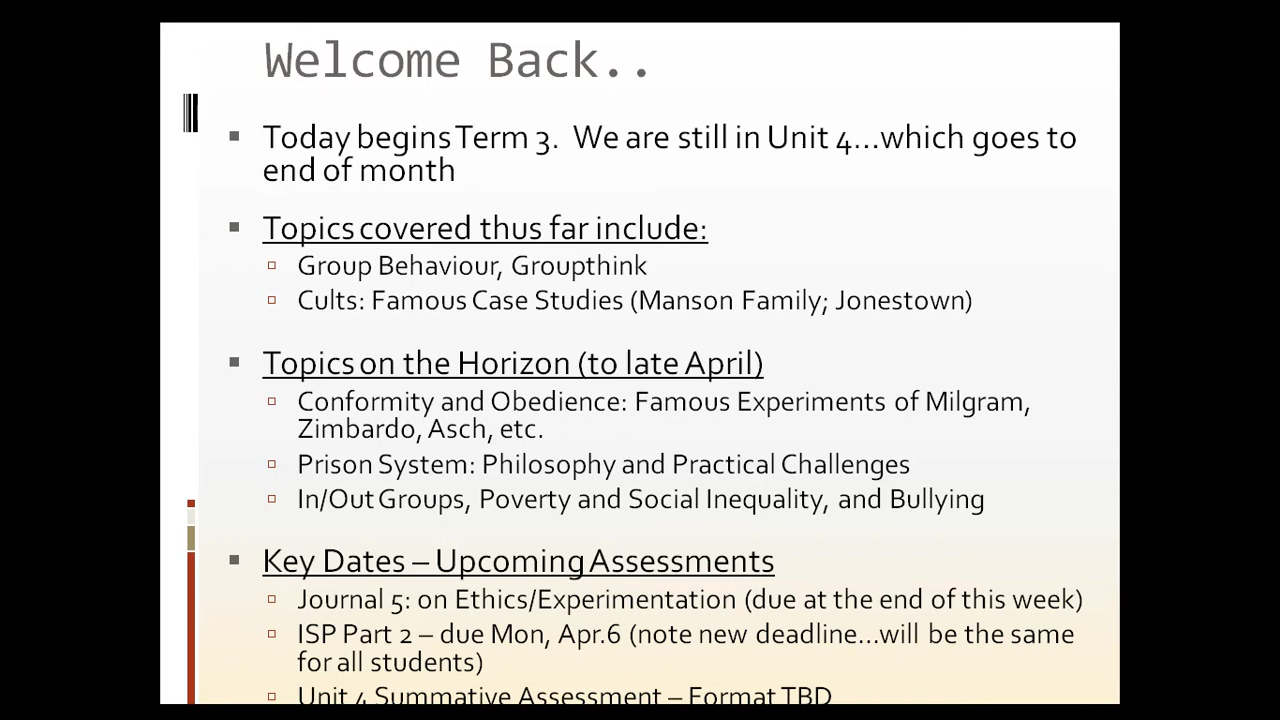 Welcome Back..
Today begins Term 3. We are still in Unit 4...which goes to
end of month
Topics covered thus far include:
Group Behaviour, Groupthink
Cults: Famous Case Studies (Manson Family; Jonestown)
Topics on the Horizon (to late April)
Conformity and Obedience: Famous Experiments of Milgram,
Zimbardo, Asch, etc.
Prison System: Philosophy and Practical Challenges
In/Out Groups, Poverty and Social Inequality, and Bullying
Key Dates – Upcoming Assessments
Journal 5: on Ethics/Experimentation (due at the end of this week)
ISP Part 2 – due Mon, Apr.6 (note new deadline...will be the same
for all students)
Unit 4 Summative Assessment – Format TBD